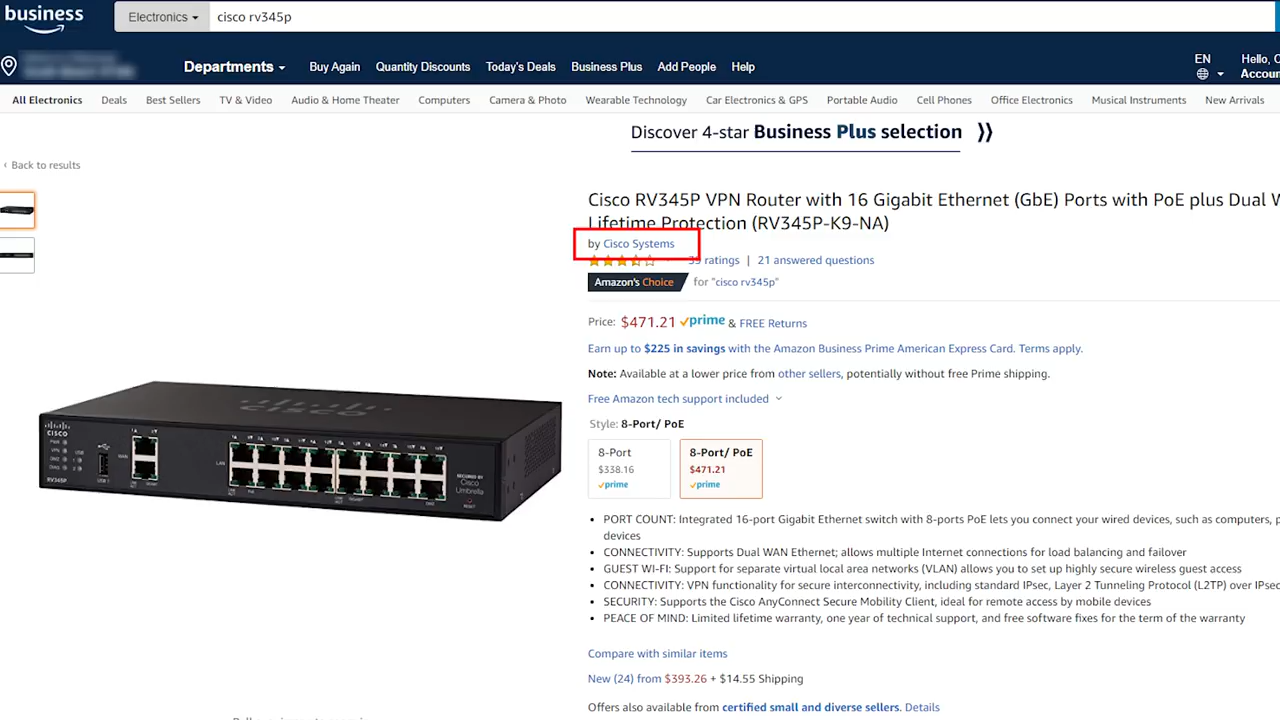 business
Electronics
cisco rv345p
Departments
Buy Again
Quantity Discounts
Today's Deals
Business Plus
Add People
Help
EN
Hello, C
Accoun
All Electronics
Deals
Best Sellers
TV & Video
Audio & Home Theater
Computers
Camera & Photo
Wearable Technology
Car Electronics & GPS
Portable Audio
Cell Phones
Office Electronics
Musical Instruments
New Arrivals
Discover 4-star Business Plus selection
‹ Back to results
Cisco RV345P VPN Router with 16 Gigabit Ethernet (GbE) Ports with PoE plus Dual W
Lifetime Protection (RV345P-K9-NA)
by Cisco Systems
ratings | 21 answered questions
Amazon's Choice for "cisco rv345p"
Price: $471.21 prime & FREE Returns
Earn up to $225 in savings with the Amazon Business Prime American Express Card. Terms apply.
Note: Available at a lower price from other sellers, potentially without free Prime shipping.
Free Amazon tech support included
Style: 8-Port/ PoE
8-Port
$338.16
prime
8-Port/ PoE
$471.21
prime
CISCO
CISCO
RV345P
WAN
LAN
SECURED BY
Cisco
Umbrella
RESET
• PORT COUNT: Integrated 16-port Gigabit Ethernet switch with 8-ports PoE lets you connect your wired devices, such as computers, p
devices
• CONNECTIVITY: Supports Dual WAN Ethernet; allows multiple Internet connections for load balancing and failover
• GUEST WI-FI: Support for separate virtual local area networks (VLAN) allows you to set up highly secure wireless guest access
• CONNECTIVITY: VPN functionality for secure interconnectivity, including standard IPsec, Layer 2 Tunneling Protocol (L2TP) over IPsec
• SECURITY: Supports the Cisco AnyConnect Secure Mobility Client, ideal for remote access by mobile devices
• PEACE OF MIND: Limited lifetime warranty, one year of technical support, and free software fixes for the term of the warranty
Compare with similar items
New (24) from $393.26 + $14.55 Shipping
Offers also available from certified small and diverse sellers. Details